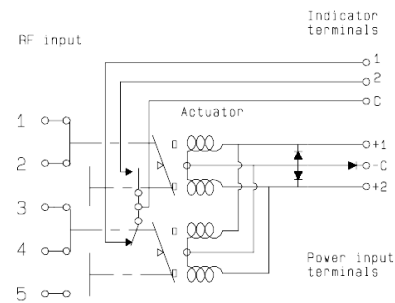 Indicator
terminals
RF input
1
2
C
Actuator
1
2
3
4
5
+1
-C
+2
Power input
terminals